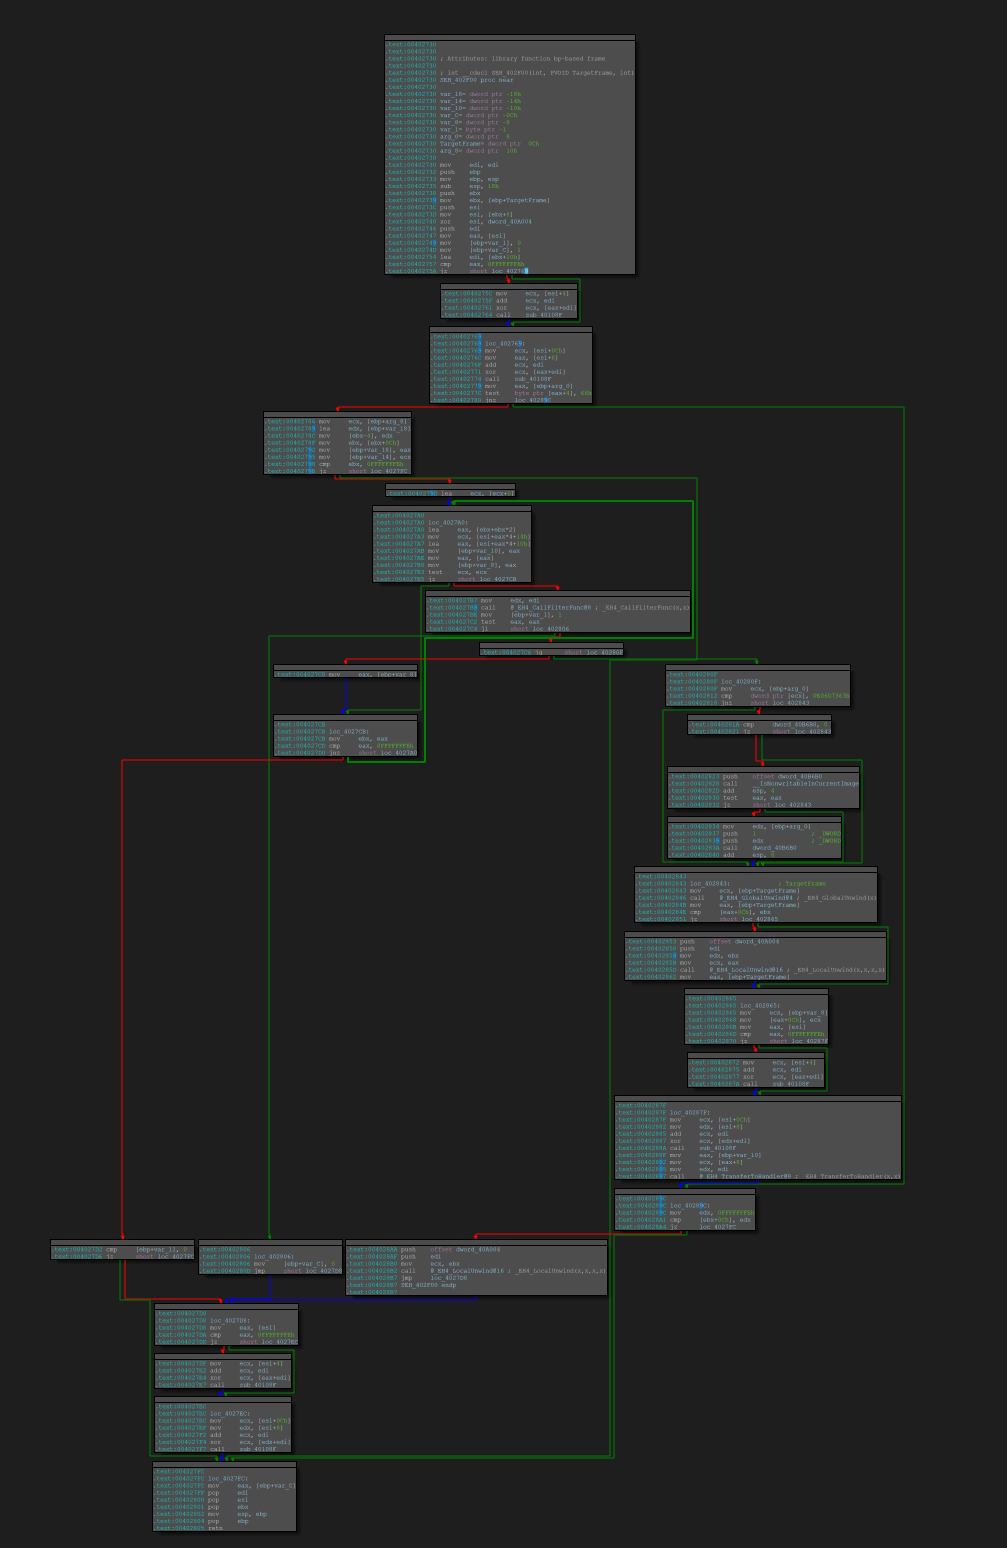 .text:00402730
.text:00402730
.text:00402730 ; Attributes: library function bp-based frame
.text:00402730
.text:00402730 ; int __cdecl SEH_402F00(int, PVOID TargetFrame, int)
.text:00402730 SEH_402F00 proc near
.text:00402730
.text:00402730 var_18= dword ptr -18h
.text:00402730 var_14= dword ptr -14h
.text:00402730 var_10= dword ptr -10h
.text:00402730 var_C= dword ptr -0Ch
.text:00402730 var_8= dword ptr -8
.text:00402730 var_1= byte ptr -1
.text:00402730 arg_0= dword ptr  8
.text:00402730 TargetFrame= dword ptr  0Ch
.text:00402730 arg_8= dword ptr  10h
.text:00402730
.text:00402730 mov     edi, edi
.text:00402732 push    ebp
.text:00402733 mov     ebp, esp
.text:00402735 sub     esp, 18h
.text:00402738 push    ebx
.text:00402739 mov     ebx, [ebp+TargetFrame]
.text:0040273C push    esi
.text:0040273D mov     esi, [ebx+8]
.text:00402740 xor     esi, dword_40A004
.text:00402746 push    edi
.text:00402747 mov     eax, [esi]
.text:00402749 mov     [ebp+var_1], 0
.text:0040274D mov     [ebp+var_C], 1
.text:00402754 lea     edi, [ebx+10h]
.text:00402757 cmp     eax, 0FFFFFFFEh
.text:0040275A jz      short loc_402769
.text:0040275C mov     ecx, [esi+4]
.text:0040275F add     ecx, edi
.text:00402761 xor     ecx, [eax+edi]
.text:00402764 call    sub_40108F
.text:00402769
.text:00402769 loc_402769:
.text:00402769 mov     ecx, [esi+0Ch]
.text:0040276C mov     eax, [esi+8]
.text:0040276F add     ecx, edi
.text:00402771 xor     ecx, [eax+edi]
.text:00402774 call    sub_40108F
.text:00402779 mov     eax, [ebp+arg_0]
.text:0040277C test    byte ptr [eax+4], 66h
.text:00402780 jnz     loc_40289C
.text:00402786 mov     ecx, [ebp+arg_8]
.text:00402789 lea     edx, [ebp+var_18]
.text:0040278C mov     [ebx-4], edx
.text:0040278F mov     ebx, [ebx+0Ch]
.text:00402792 mov     [ebp+var_18], eax
.text:00402795 mov     [ebp+var_14], ecx
.text:00402798 cmp     ebx, 0FFFFFFFEh
.text:0040279B jz      short loc_4027FC
.text:0040279D lea     ecx, [ecx+0]
.text:004027A0
.text:004027A0 loc_4027A0:
.text:004027A0 lea     eax, [ebx+ebx*2]
.text:004027A3 mov     ecx, [esi+eax*4+14h]
.text:004027A7 lea     eax, [esi+eax*4+10h]
.text:004027AB mov     [ebp+var_10], eax
.text:004027AE mov     eax, [eax]
.text:004027B0 mov     [ebp+var_8], eax
.text:004027B3 test    ecx, ecx
.text:004027B5 jz      short loc_4027CB
.text:004027B7 mov     edx, edi
.text:004027B9 call    @_EH4_CallFilterFunc@8 ; _EH4_CallFilterFunc(x,x)
.text:004027BE mov     [ebp+var_1], 1
.text:004027C2 test    eax, eax
.text:004027C4 jl      short loc_402806
.text:004027C6 jg      short loc_40280F
.text:004027C8 mov     eax, [ebp+var_8]
.text:0040280F
.text:0040280F loc_40280F:
.text:0040280F mov     ecx, [ebp+arg_0]
.text:00402812 cmp     dword ptr [ecx], 0E06D7363h
.text:00402818 jnz     short loc_402843
.text:004027CB
.text:004027CB loc_4027CB:
.text:004027CB mov     ebx, eax
.text:004027CD cmp     eax, 0FFFFFFFEh
.text:004027D0 jnz     short loc_4027A0
.text:0040281A cmp     dword_40B6B0, 0
.text:00402821 jz      short loc_402843
.text:00402823 push    offset dword_40B6B0
.text:00402828 call    __IsNonwritableInCurrentImage
.text:0040282D add     esp, 4
.text:00402830 test    eax, eax
.text:00402832 jz      short loc_402843
.text:00402834 mov     edx, [ebp+arg_0]
.text:00402837 push    1               ; _DWORD
.text:00402839 push    edx             ; _DWORD
.text:0040283A call    dword_40B6B0
.text:00402840 add     esp, 8
.text:00402843
.text:00402843 loc_402843:             ; TargetFrame
.text:00402843 mov     ecx, [ebp+TargetFrame]
.text:00402846 call    @_EH4_GlobalUnwind@4 ; _EH4_GlobalUnwind(x)
.text:0040284B mov     eax, [ebp+TargetFrame]
.text:0040284E cmp     [eax+0Ch], ebx
.text:00402851 jz      short loc_402865
.text:00402853 push    offset dword_40A004
.text:00402858 push    edi
.text:00402859 mov     edx, ebx
.text:0040285B mov     ecx, eax
.text:0040285D call    @_EH4_LocalUnwind@16 ; _EH4_LocalUnwind(x,x,x,x)
.text:00402862 mov     eax, [ebp+TargetFrame]
.text:00402865
.text:00402865 loc_402865:
.text:00402865 mov     ecx, [ebp+var_8]
.text:00402868 mov     [eax+0Ch], ecx
.text:0040286B mov     eax, [esi]
.text:0040286D cmp     eax, 0FFFFFFFEh
.text:00402870 jz      short loc_40287F
.text:00402872 mov     ecx, [esi+4]
.text:00402875 add     ecx, edi
.text:00402877 xor     ecx, [eax+edi]
.text:0040287A call    sub_40108F
.text:0040287F
.text:0040287F loc_40287F:
.text:0040287F mov     ecx, [esi+0Ch]
.text:00402882 mov     edx, [esi+8]
.text:00402885 add     ecx, edi
.text:00402887 xor     ecx, [edx+edi]
.text:0040288A call    sub_40108F
.text:0040288F mov     eax, [ebp+var_10]
.text:00402892 mov     ecx, [eax+8]
.text:00402895 mov     edx, edi
.text:00402897 call    @_EH4_TransferToHandler@8 ; _EH4_TransferToHandler(x,x)
.text:0040289C
.text:0040289C loc_40289C:
.text:0040289C mov     edx, 0FFFFFFFEh
.text:004028A1 cmp     [ebx+0Ch], edx
.text:004028A4 jz      loc_4027FC
.text:004027D2 cmp     [ebp+var_1], 0
.text:004027D6 jz      short loc_4027FC
.text:00402806
.text:00402806 loc_402806:
.text:00402806 mov     [ebp+var_C], 0
.text:0040280D jmp     short loc_4027D8
.text:004028AA push    offset dword_40A004
.text:004028AF push    edi
.text:004028B0 mov     ecx, ebx
.text:004028B2 call    @_EH4_LocalUnwind@16 ; _EH4_LocalUnwind(x,x,x,x)
.text:004028B7 jmp     loc_4027D8
.text:004028B7 SEH_402F00 endp
.text:004028B7
.text:004027D8
.text:004027D8 loc_4027D8:
.text:004027D8 mov     eax, [esi]
.text:004027DA cmp     eax, 0FFFFFFFEh
.text:004027DD jz      short loc_4027EC
.text:004027DF mov     ecx, [esi+4]
.text:004027E2 add     ecx, edi
.text:004027E4 xor     ecx, [eax+edi]
.text:004027E7 call    sub_40108F
.text:004027EC
.text:004027EC loc_4027EC:
.text:004027EC mov     ecx, [esi+0Ch]
.text:004027EF mov     edx, [esi+8]
.text:004027F2 add     ecx, edi
.text:004027F4 xor     ecx, [edx+edi]
.text:004027F7 call    sub_40108F
.text:004027FC
.text:004027FC loc_4027FC:
.text:004027FC mov     eax, [ebp+var_C]
.text:004027FF pop     edi
.text:00402800 pop     esi
.text:00402801 pop     ebx
.text:00402802 mov     esp, ebp
.text:00402804 pop     ebp
.text:00402805 retn